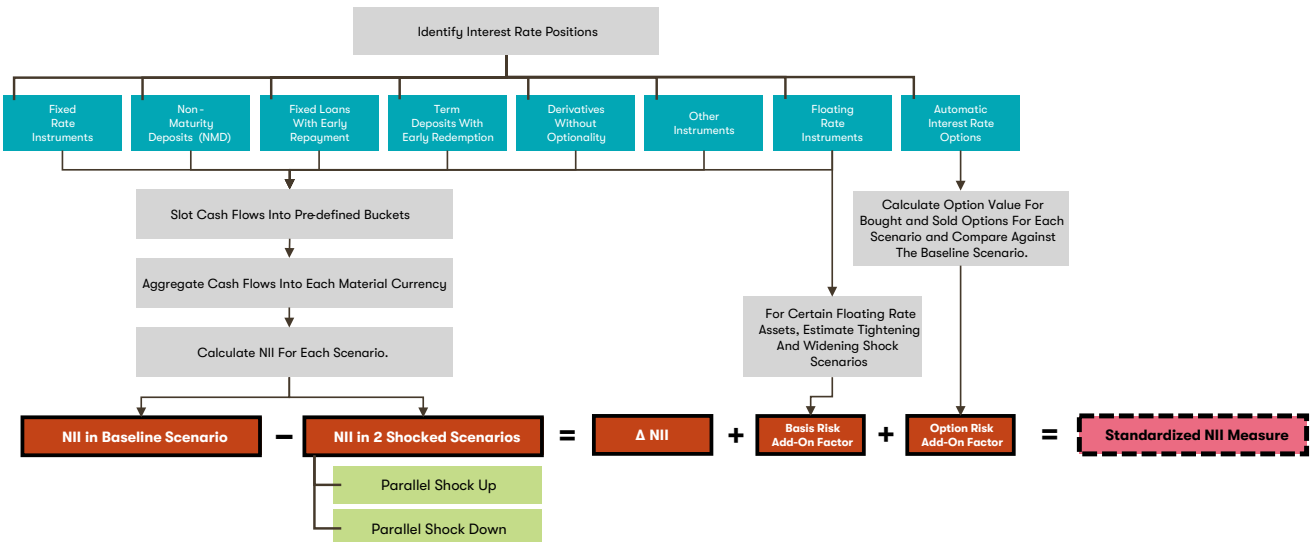 Identify Interest Rate Positions
Fixed
Rate
Instruments
Non-
Maturity
Deposits (NMD)
Fixed Loans
With Early
Repayment
Term
Deposits With
Early Redemption
Derivatives
Without
Optionality
Other
Instruments
Floating
Rate
Instruments
Automatic
Interest Rate
Options
Slot Cash Flows Into Pre-defined Buckets
Calculate Option Value For
Bought and Sold Options For Each
Scenario and Compare Against
The Baseline Scenario.
Aggregate Cash Flows Into Each Material Currency
For Certain Floating Rate
Assets, Estimate Tightening
And Widening Shock
Scenarios
Calculate NII For Each Scenario.
NII in Baseline Scenario
–
NII in 2 Shocked Scenarios
=
Δ NII
+
Basis Risk
Add-On Factor
+
Option Risk
Add-On Factor
=
Standardized NII Measure
Parallel Shock Up
Parallel Shock Down